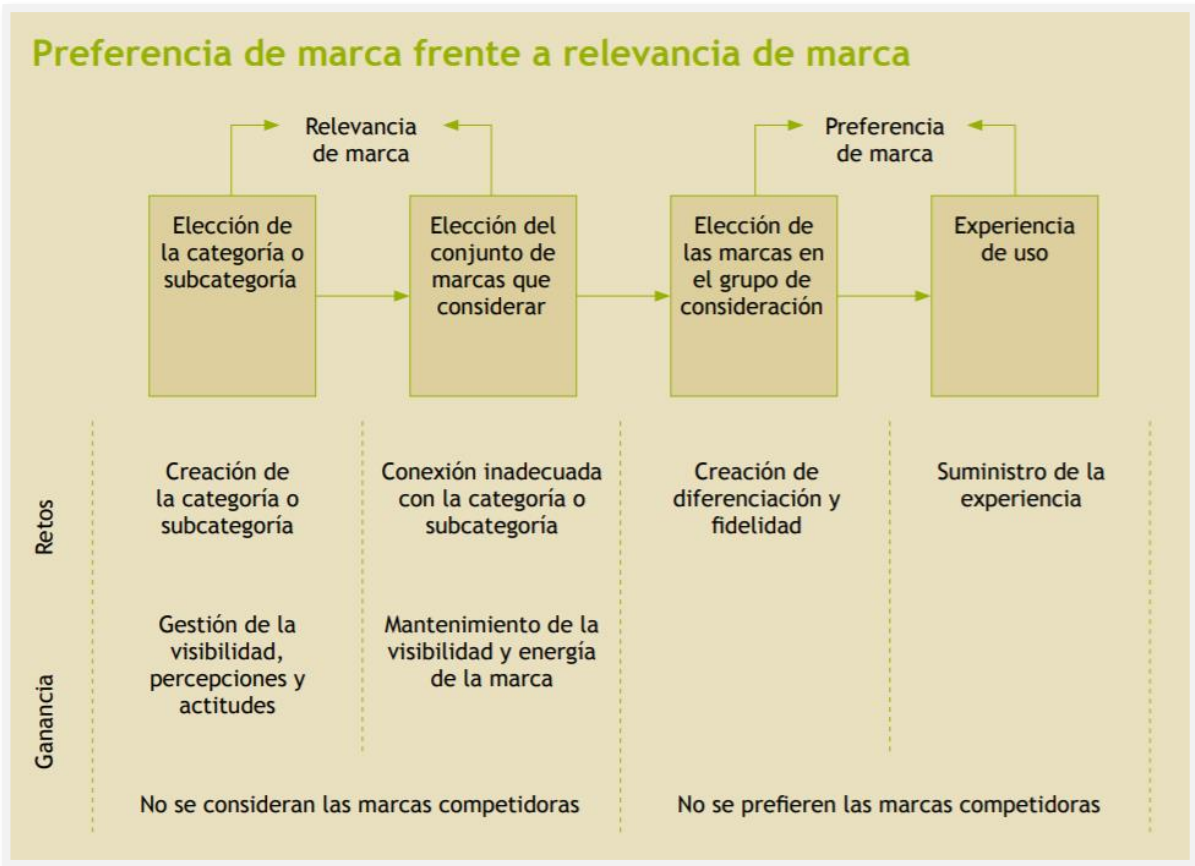 Preferencia de marca frente a relevancia de marca
Relevancia
de marca
Preferencia
de marca
Elección de
la categoría o
subcategoría
Elección del
conjunto de
marcas que
considerar
Elección de
las marcas en
el grupo de
consideración
Experiencia
de uso
Retos
Creación de
la categoría o
subcategoría
Conexión inadecuada
con la categoría o
subcategoría
Creación de
diferenciación y
fidelidad
Suministro de la
experiencia
Gestión de la
visibilidad,
percepciones y
actitudes
Mantenimiento de la
visibilidad y energía
de la marca
Ganancia
No se consideran las marcas competidoras
No se prefieren las marcas competidoras